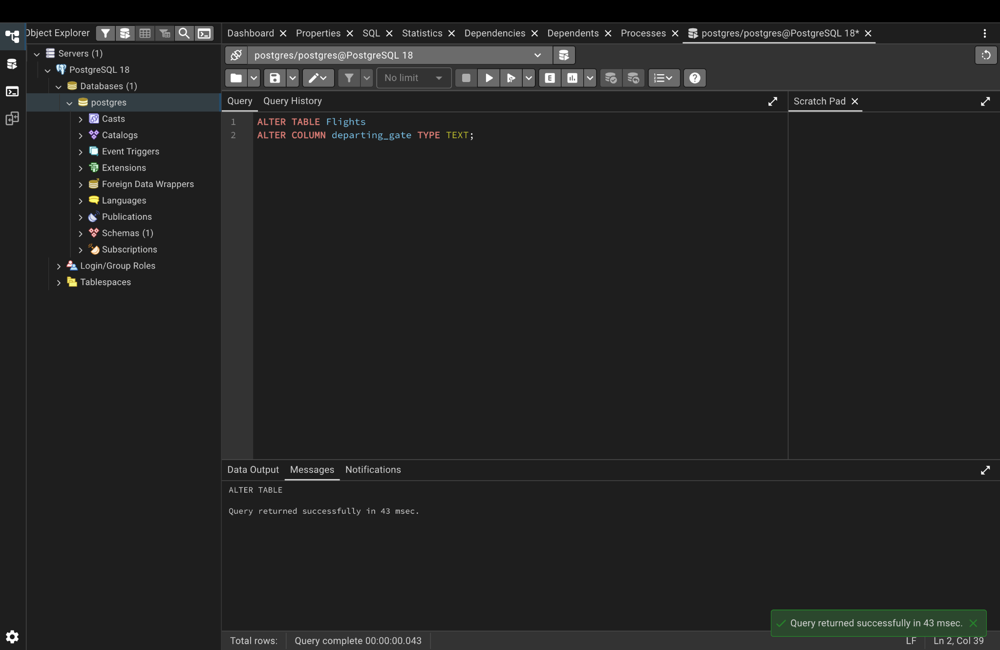 Object Explorer
Dashboard Properties SQL Statistics Dependencies Dependents Processes postgres/postgres@PostgreSQL 18*
Servers (1)
PostgreSQL 18
Databases (1)
postgres
Casts
Catalogs
Event Triggers
Extensions
Foreign Data Wrappers
Languages
Publications
Schemas (1)
Subscriptions
Login/Group Roles
Tablespaces
postgres/postgres@PostgreSQL 18
No limit
E
Query Query History
Scratch Pad
1 ALTER TABLE Flights
2 ALTER COLUMN departing_gate TYPE TEXT;
Data Output Messages Notifications
ALTER TABLE
Query returned successfully in 43 msec.
Query returned successfully in 43 msec.
Total rows: Query complete 00:00:00.043 LF Ln 2, Col 39